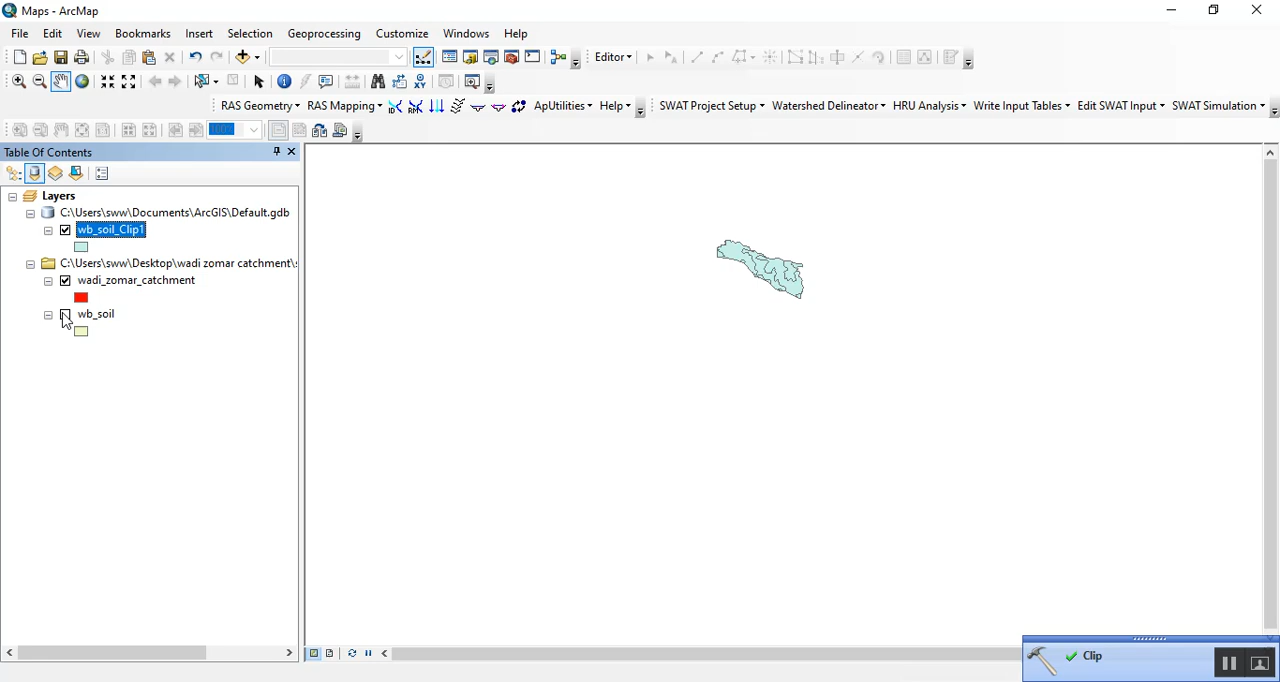 Maps - ArcMap
File Edit View Bookmarks Insert Selection Geoprocessing Customize Windows Help
Editor
RAS Geometry RAS Mapping ApUtilities Help SWAT Project Setup Watershed Delineator HRU Analysis Write Input Tables Edit SWAT Input SWAT Simulation
Table Of Contents
Layers
C:\Users\sww\Documents\ArcGIS\Default.gdb
wb_soil_Clip1
C:\Users\sww\Desktop\wadi zomar catchment\
wadi_zomar_catchment
wb_soil
Clip